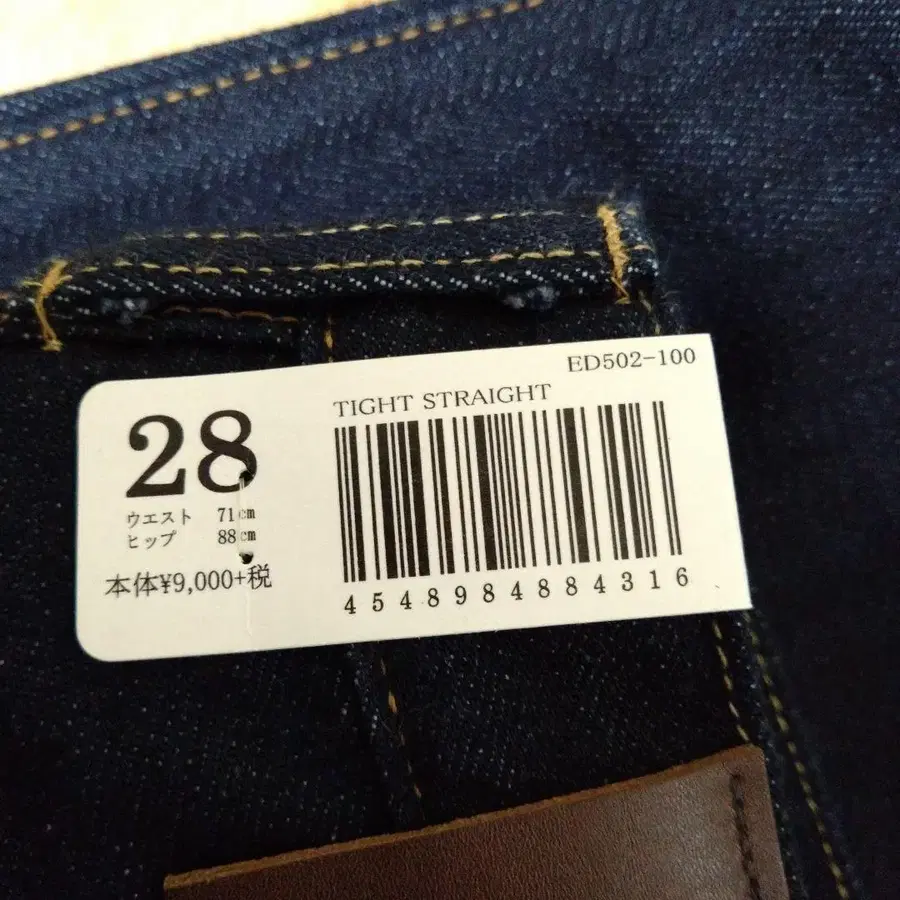 ED502-100
TIGHT STRAIGHT
28
ウエスト 71cm
ヒップ 88cm
本体¥9,000+税
4548984884316